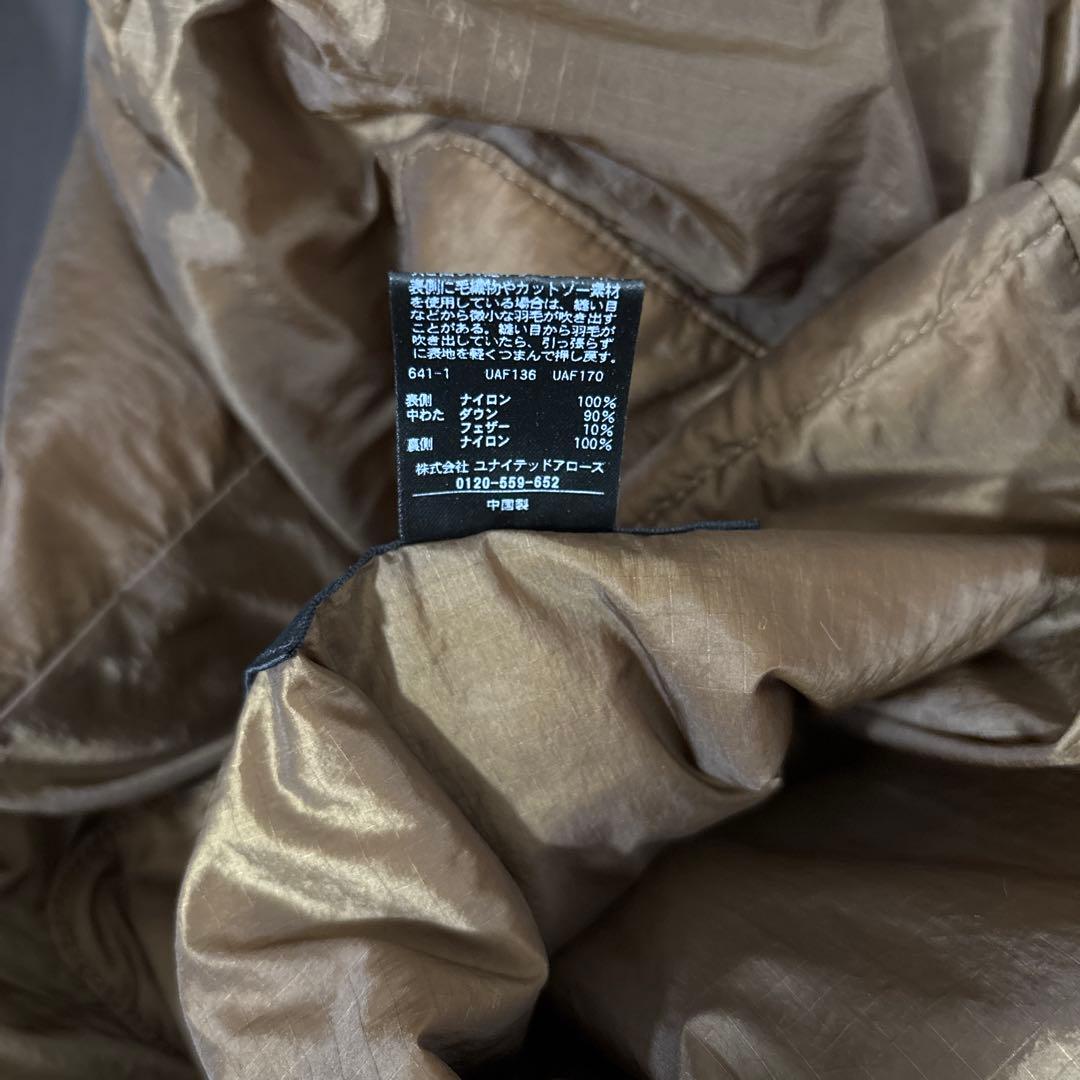 表側に毛織物やカットソー素材
を使用している場合は、縫い目
などから微小な羽毛が吹き出す
ことがある。縫い目から羽毛が
吹き出していたら、引っ張らず
に表地を軽くつまんで押し戻す。
641-1 UAF136 UAF170
表側 ナイロン 100%
中わた ダウン 90%
フェザー 10%
裏側 ナイロン 100%
株式会社 ユナイテッドアローズ
0120-559-652
中国製